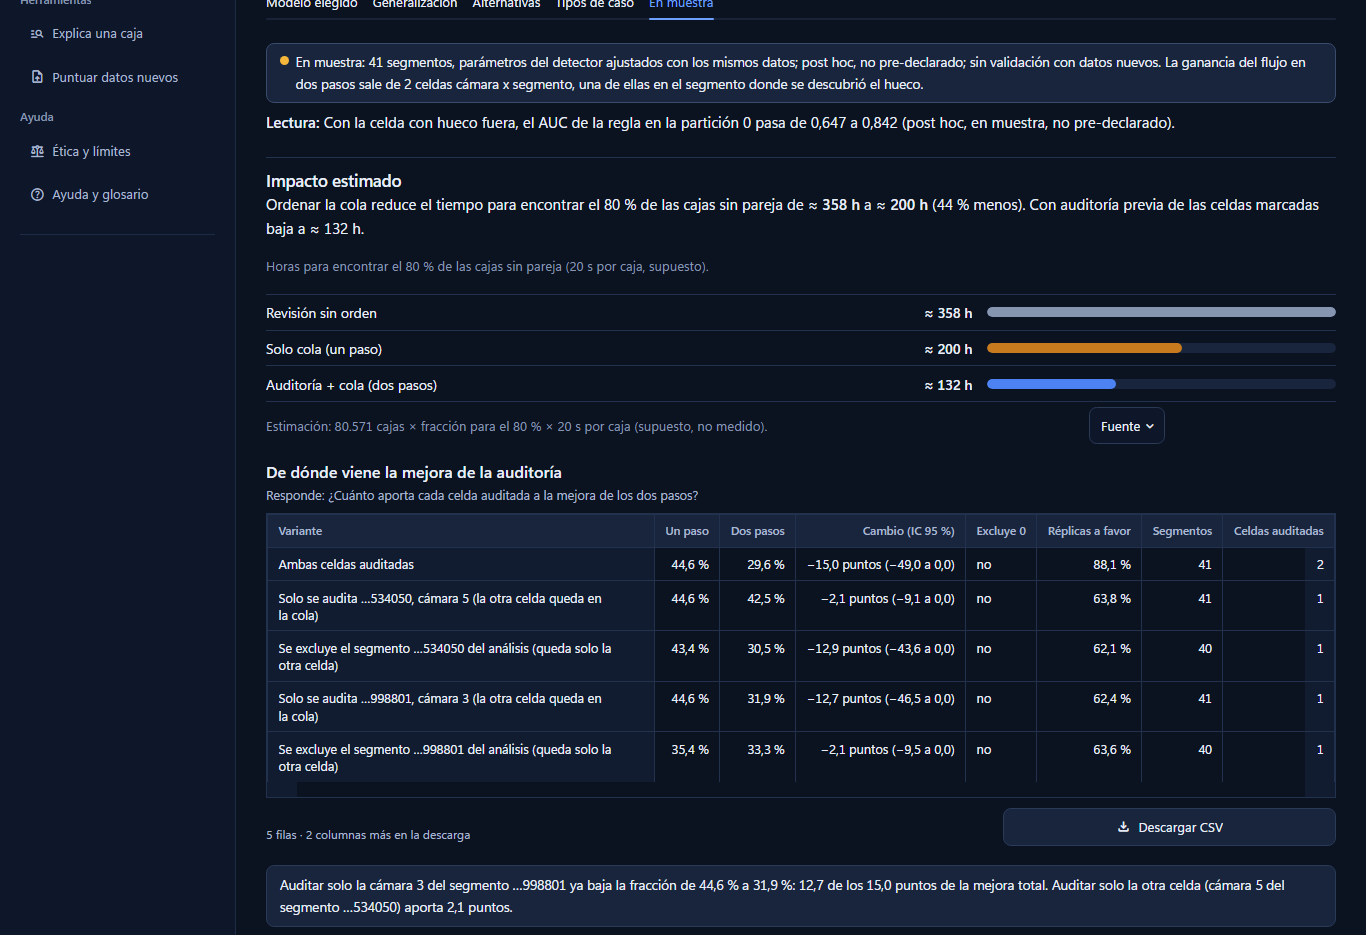 Herramientas
Explica una caja
Puntuar datos nuevos
Ayuda
Ética y límites
Ayuda y glosario
Modelo elegido Generalización Alternativas Tipos de caso En muestra
En muestra: 41 segmentos, parámetros del detector ajustados con los mismos datos; post hoc, no pre-declarado; sin validación con datos nuevos. La ganancia del flujo en
dos pasos sale de 2 celdas cámara x segmento, una de ellas en el segmento donde se descubrió el hueco.
Lectura: Con la celda con hueco fuera, el AUC de la regla en la partición 0 pasa de 0,647 a 0,842 (post hoc, en muestra, no pre-declarado).
Impacto estimado
Ordenar la cola reduce el tiempo para encontrar el 80 % de las cajas sin pareja de ≈ 358 h a ≈ 200 h (44 % menos). Con auditoría previa de las celdas marcadas
baja a ≈ 132 h.
Horas para encontrar el 80 % de las cajas sin pareja (20 s por caja, supuesto).
Revisión sin orden ≈ 358 h
Solo cola (un paso) ≈ 200 h
Auditoría + cola (dos pasos) ≈ 132 h
Estimación: 80.571 cajas × fracción para el 80 % × 20 s por caja (supuesto, no medido).
Fuente
De dónde viene la mejora de la auditoría
Responde: ¿Cuánto aporta cada celda auditada a la mejora de los dos pasos?
Variante Un paso Dos pasos Cambio (IC 95 %) Excluye 0 Réplicas a favor Segmentos Celdas auditadas
Ambas celdas auditadas 44,6 % 29,6 % −15,0 puntos (−49,0 a 0,0) no 88,1 % 41 2
Solo se audita ...534050, cámara 5 (la otra celda queda en
la cola) 44,6 % 42,5 % −2,1 puntos (−9,1 a 0,0) no 63,8 % 41 1
Se excluye el segmento ...534050 del análisis (queda solo la
otra celda) 43,4 % 30,5 % −12,9 puntos (−43,6 a 0,0) no 62,1 % 40 1
Solo se audita ...998801, cámara 3 (la otra celda queda en
la cola) 44,6 % 31,9 % −12,7 puntos (−46,5 a 0,0) no 62,4 % 41 1
Se excluye el segmento ...998801 del análisis (queda solo la
otra celda) 35,4 % 33,3 % −2,1 puntos (−9,5 a 0,0) no 63,6 % 40 1
5 filas · 2 columnas más en la descarga
Descargar CSV
Auditar solo la cámara 3 del segmento ...998801 ya baja la fracción de 44,6 % a 31,9 %: 12,7 de los 15,0 puntos de la mejora total. Auditar solo la otra celda (cámara 5 del
segmento ...534050) aporta 2,1 puntos.